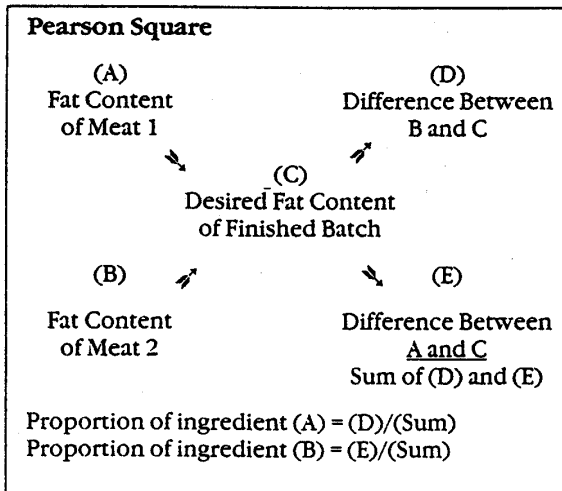 Pearson Square
(A)
Fat Content
of Meat 1
(D)
Difference Between
B and C
(C)
Desired Fat Content
of Finished Batch
(B)
Fat Content
of Meat 2
(E)
Difference Between
A and C
Sum of (D) and (E)
Proportion of ingredient (A) = (D)/(Sum)
Proportion of ingredient (B) = (E)/(Sum)